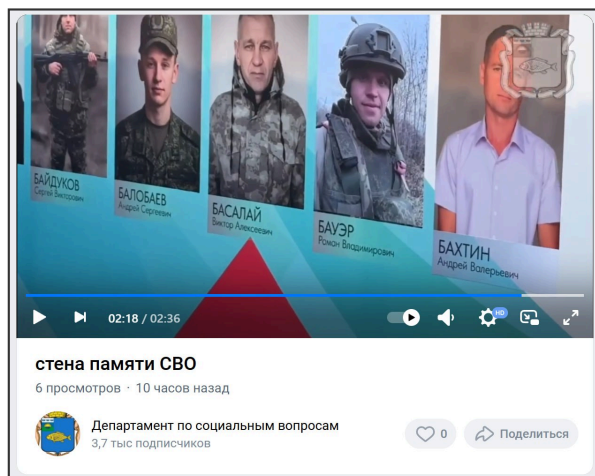 БАЙДУКОВ
Сергей Викторович
БАЛОБАЕВ
Андрей Сергеевич
БАСАЛАЙ
Виктор Алексеевич
БАУЭР
Роман Владимирович
БАХТИН
Андрей Валерьевич
02:18 / 02:36
HD
стена памяти СВО
6 просмотров · 10 часов назад
Департамент по социальным вопросам
3,7 тыс подписчиков
0
Поделиться